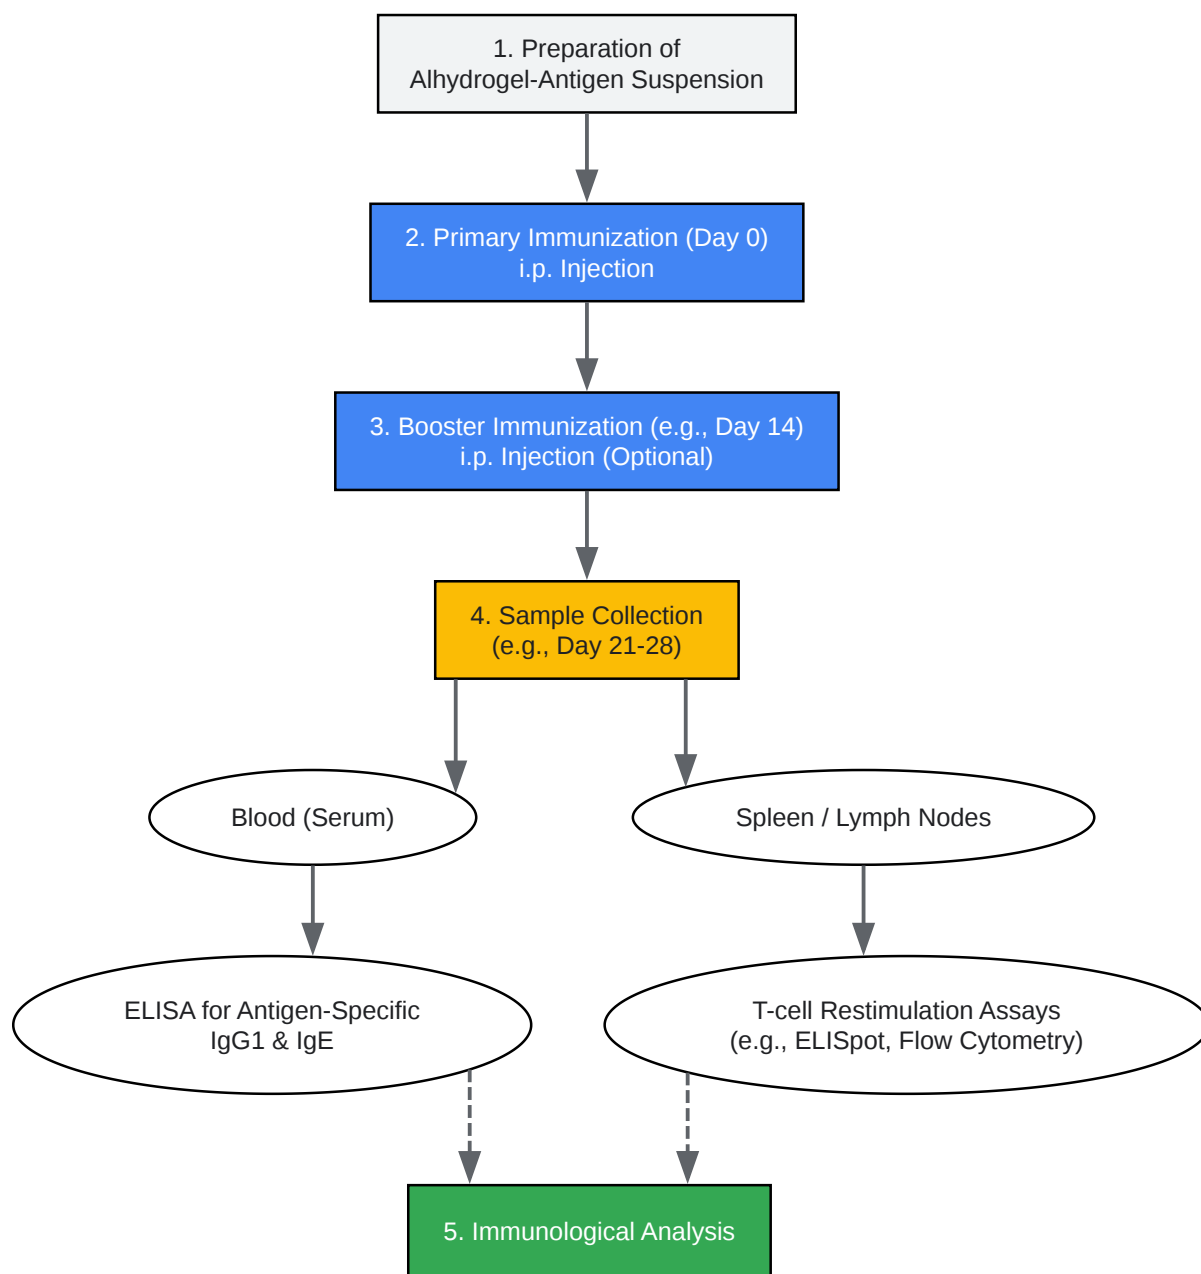 1. Preparation of
Alhydrogel-Antigen Suspension
2. Primary Immunization (Day 0)
i.p. Injection
3. Booster Immunization (e.g., Day 14)
i.p. Injection (Optional)
4. Sample Collection
(e.g., Day 21-28)
Blood (Serum)
Spleen / Lymph Nodes
ELISA for Antigen-Specific
IgG1 & IgE
T-cell Restimulation Assays
(e.g., ELISpot, Flow Cytometry)
5. Immunological Analysis